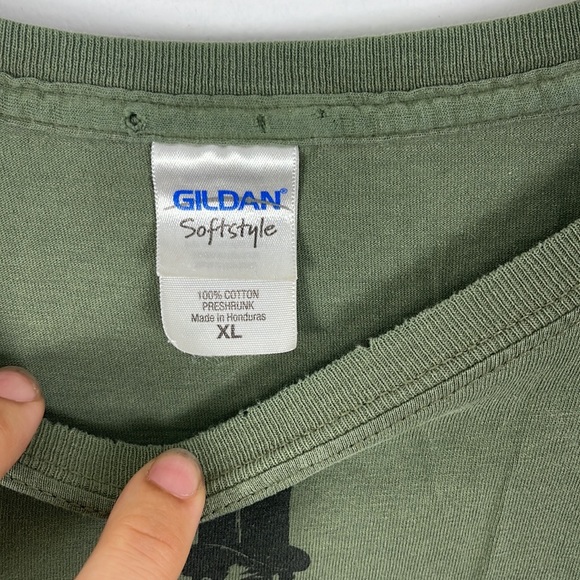 GILDAN®
Softstyle
100% COTTON
PRESHRUNK
Made in Honduras
XL